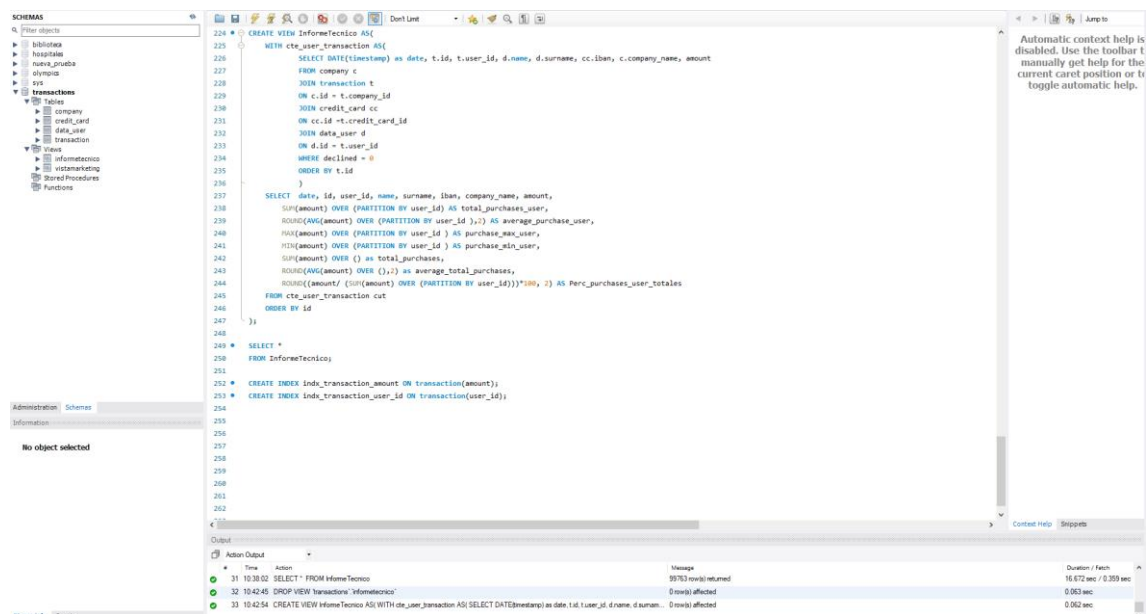 SCHEMAS
Filter objects
biblioteca
hospitales
nueva_prueba
olympics
sys
transactions
Tables
company
credit_card
data_user
transaction
Views
informetecnico
vistamarketing
Stored Procedures
Functions
Administration Schemas
Information
No object selected
Don't Limit
224 CREATE VIEW InformeTecnico AS(
225 WITH cte_user_transaction AS(
226 SELECT DATE(timestamp) as date, t.id, t.user_id, d.name, d.surname, cc.iban, c.company_name, amount
227 FROM company c
228 JOIN transaction t
229 ON c.id = t.company_id
230 JOIN credit_card cc
231 ON cc.id =t.credit_card_id
232 JOIN data_user d
233 ON d.id = t.user_id
234 WHERE declined = 0
235 ORDER BY t.id
236 )
237 SELECT date, id, user_id, name, surname, iban, company_name, amount,
238 SUM(amount) OVER (PARTITION BY user_id) AS total_purchases_user,
239 ROUND(AVG(amount) OVER (PARTITION BY user_id ),2) AS average_purchase_user,
240 MAX(amount) OVER (PARTITION BY user_id ) AS purchase_max_user,
241 MIN(amount) OVER (PARTITION BY user_id ) AS purchase_min_user,
242 SUM(amount) OVER () as total_purchases,
243 ROUND(AVG(amount) OVER (),2) as average_total_purchases,
244 ROUND((amount/ (SUM(amount) OVER (PARTITION BY user_id)))*100, 2) AS Perc_purchases_user_totales
245 FROM cte_user_transaction cut
246 ORDER BY id
247 );
248
249 SELECT *
250 FROM InformeTecnico;
251
252 CREATE INDEX indx_transaction_amount ON transaction(amount);
253 CREATE INDEX indx_transaction_user_id ON transaction(user_id);
254
255
256
257
258
259
260
261
262
Jump to
Automatic context help is
disabled. Use the toolbar t
manually get help for the
current caret position or t
toggle automatic help.
Context Help Snippets
Output
Action Output
# Time Action Message Duration / Fetch
31 10:38:02 SELECT * FROM InformeTecnico 99763 row(s) returned 16.672 sec / 0.359 sec
32 10:42:45 DROP VIEW `transactions`.`informetecnico` 0 row(s) affected 0.063 sec
33 10:42:54 CREATE VIEW InformeTecnico AS( WITH cte_user_transaction AS( SELECT DATE(timestamp) as date, t.id, t.user_id, d.name, d.surnam... 0 row(s) affected 0.062 sec